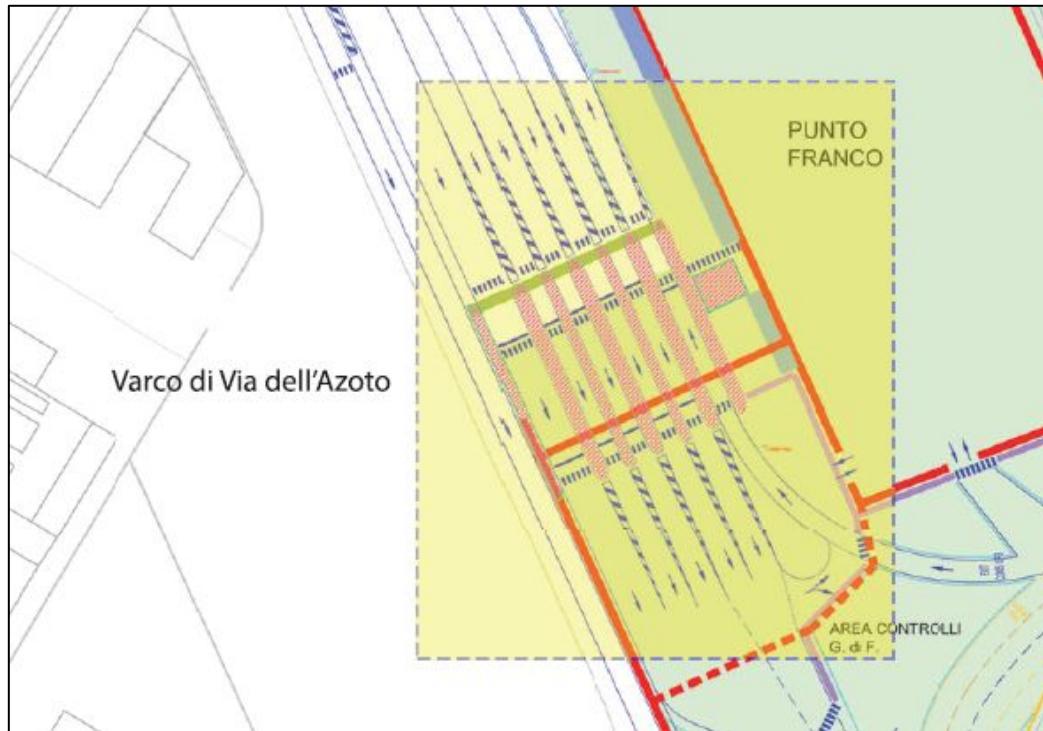 PUNTO
FRANCO
Varco di Via dell'Azoto
AREA CONTROLLI
G. di F.